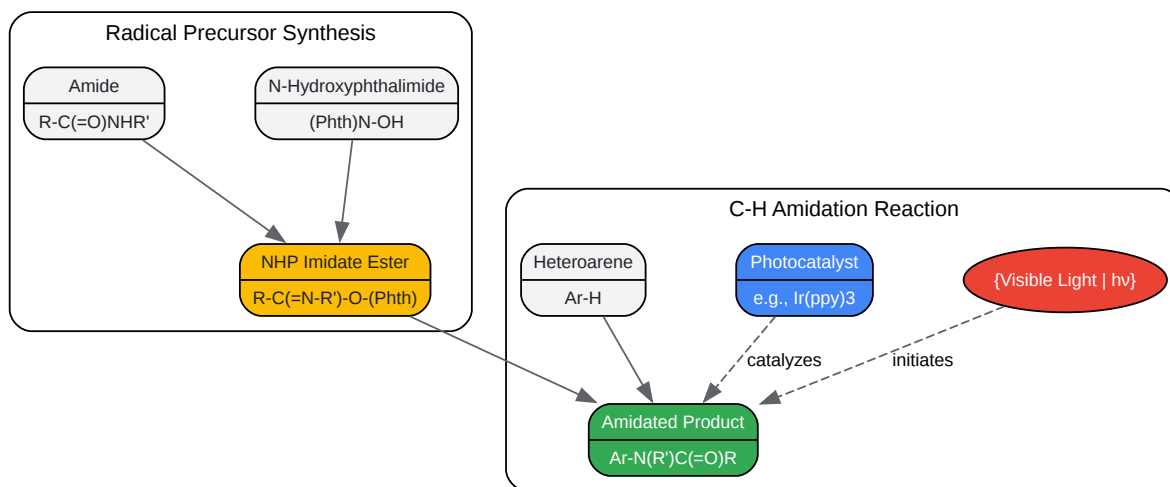 Radical Precursor Synthesis
Amide
R-C(=O)NHR'
N-Hydroxyphthalimide
(Phth)N-OH
NHP Imidate Ester
R-C(=N-R')-O-(Phth)
C-H Amidation Reaction
Heteroarene
Ar-H
Photocatalyst
e.g., Ir(ppy)3
{Visible Light | hν}
catalyzes
initiates
Amidated Product
Ar-N(R')C(=O)R